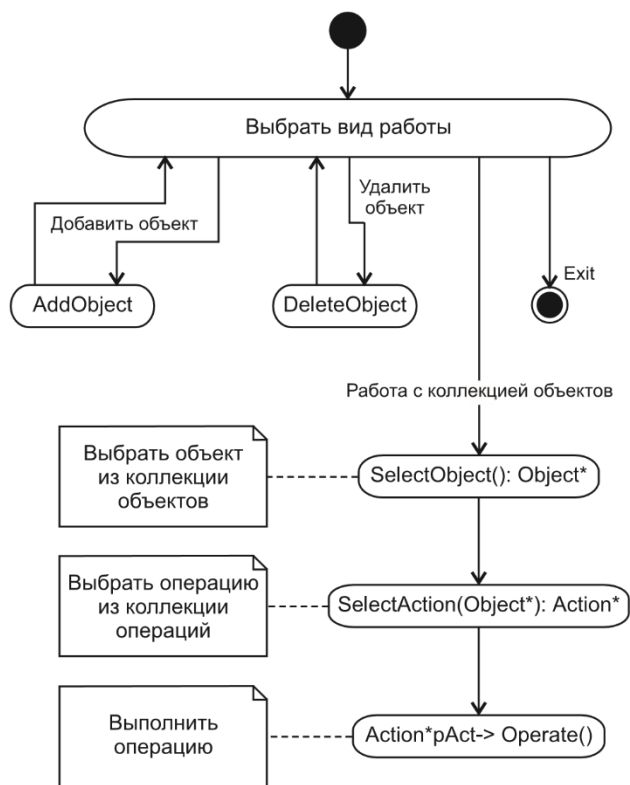 Выбрать вид работы
Удалить
объект
Добавить объект
Exit
AddObject
DeleteObject
Работа с коллекцией объектов
Выбрать объект
из коллекции
объектов
SelectObject(): Object*
Выбрать операцию
из коллекции
операций
SelectAction(Object*): Action*
Выполнить
операцию
Action*pAct-> Operate()